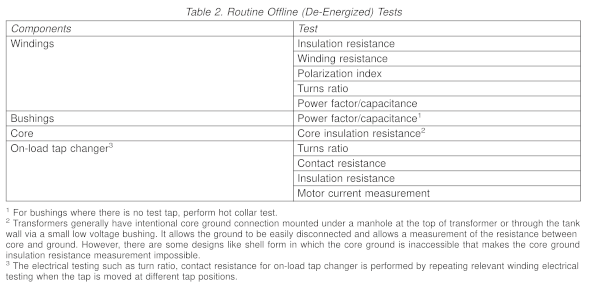 Table 2. Routine Offline (De-Energized) Tests
Components Test
Windings Insulation resistance
Winding resistance
Polarization index
Turns ratio
Power factor/capacitance
Bushings Power factor/capacitance1
Core Core insulation resistance2
On-load tap changer3 Turns ratio
Contact resistance
Insulation resistance
Motor current measurement
1 For bushings where there is no test tap, perform hot collar test.
2 Transformers generally have intentional core ground connection mounted under a manhole at the top of transformer or through the tank
wall via a small low voltage bushing. It allows the ground to be easily disconnected and allows a measurement of the resistance between
core and ground. However, there are some designs like shell form in which the core ground is inaccessible that makes the core ground
insulation resistance measurement impossible.
3 The electrical testing such as turn ratio, contact resistance for on-load tap changer is performed by repeating relevant winding electrical
testing when the tap is moved at different tap positions.